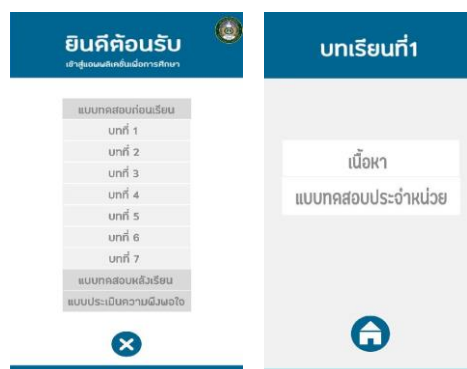 ยินดีต้อนรับ
เข้าสู่แอพพลิเคชั่นเพื่อการศึกษา
แบบทดสอบก่อนเรียน
บทที่ 1
บทที่ 2
บทที่ 3
บทที่ 4
บทที่ 5
บทที่ 6
บทที่ 7
แบบทดสอบหลังเรียน
แบบประเมินความพึงพอใจ
บทเรียนที่1
เนื้อหา
แบบทดสอบประจำหน่วย